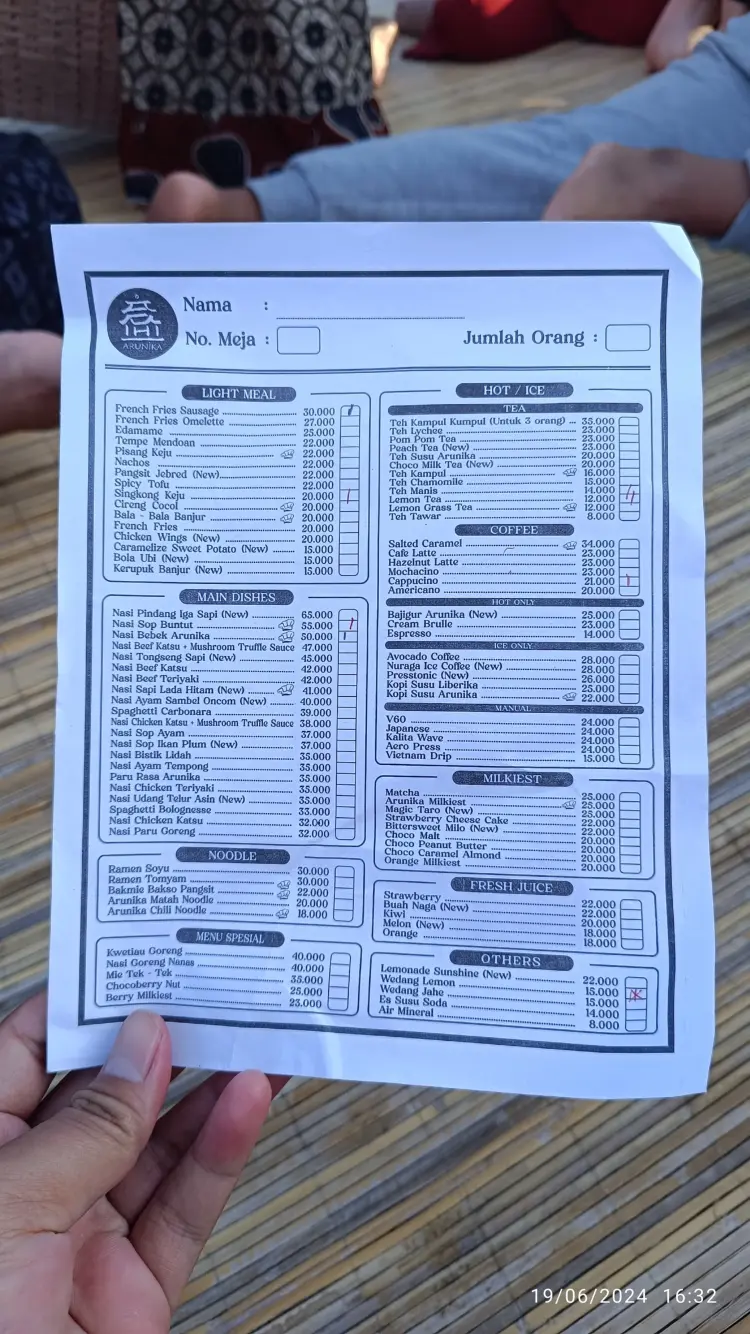 ARUNIKA
Nama :
No. Meja : Jumlah Orang :
LIGHT MEAL
French Fries Sausage 30.000
French Fries Omelette 27.000
Edamame 25.000
Tempe Mendoan 22.000
Pisang Keju 22.000
Nachos 22.000
Pangsit Jebred (New) 22.000
Spicy Tofu 22.000
Singkong Keju 20.000
Cireng Cocol 20.000
Bala - Bala Banjur 20.000
French Fries 20.000
Chicken Wings (New) 20.000
Caramelize Sweet Potato (New) 15.000
Bola Ubi (New) 15.000
Kerupuk Banjur (New) 15.000
MAIN DISHES
Nasi Pindang Iga Sapi (New) 65.000
Nasi Sop Buntut 55.000
Nasi Bebek Arunika 50.000
Nasi Beef Katsu + Mushroom Truffle Sauce 47.000
Nasi Tongseng Sapi (New) 45.000
Nasi Beef Katsu 42.000
Nasi Beef Teriyaki 42.000
Nasi Sapi Lada Hitam (New) 41.000
Nasi Ayam Sambel Oncom (New) 40.000
Spaghetti Carbonara 39.000
Nasi Chicken Katsu + Mushroom Truffle Sauce 38.000
Nasi Sop Ayam 37.000
Nasi Sop Ikan Plum (New) 37.000
Nasi Bistik Lidah 35.000
Nasi Ayam Tempong 35.000
Paru Rasa Arunika 35.000
Nasi Chicken Teriyaki 35.000
Nasi Udang Telur Asin (New) 35.000
Spaghetti Bolognesse 33.000
Nasi Chicken Katsu 32.000
Nasi Paru Goreng 32.000
NOODLE
Ramen Soyu 30.000
Ramen Tomyam 30.000
Bakmie Bakso Pangsit 22.000
Arunika Matah Noodle 20.000
Arunika Chili Noodle 18.000
MENU SPESIAL
Kwetiau Goreng 40.000
Nasi Goreng Nanas 40.000
Mie Tek - Tek 35.000
Chocoberry Nut 25.000
Berry Milkiest 25.000
HOT / ICE
TEA
Teh Kampul Kumpul (Untuk 3 orang) 35.000
Teh Lychee 23.000
Pom Pom Tea 23.000
Peach Tea (New) 23.000
Teh Susu Arunika 20.000
Choco Milk Tea (New) 20.000
Teh Kampul 16.000
Teh Chamomile 15.000
Teh Manis 14.000
Lemon Tea 12.000
Lemon Grass Tea 12.000
Teh Tawar 8.000
COFFEE
Salted Caramel 34.000
Cafe Latte 23.000
Hazelnut Latte 23.000
Mochacino 23.000
Cappucino 21.000
Americano 20.000
HOT ONLY
Bajigur Arunika (New) 25.000
Cream Brulle 23.000
Espresso 14.000
ICE ONLY
Avocado Coffee 28.000
Nuraga Ice Coffee (New) 28.000
Presstonic (New) 26.000
Kopi Susu Liberika 25.000
Kopi Susu Arunika 22.000
MANUAL
V60 24.000
Japanese 24.000
Kalita Wave 24.000
Aero Press 24.000
Vietnam Drip 15.000
MILKIEST
Matcha 25.000
Arunika Milkiest 25.000
Magic Taro (New) 25.000
Strawberry Cheese Cake 22.000
Bittersweet Milo (New) 22.000
Choco Malt 20.000
Choco Peanut Butter 20.000
Choco Caramel Almond 20.000
Orange Milkiest 20.000
FRESH JUICE
Strawberry 22.000
Buah Naga (New) 22.000
Kiwi 20.000
Melon (New) 18.000
Orange 18.000
OTHERS
Lemonade Sunshine (New) 22.000
Wedang Lemon 15.000
Wedang Jahe 15.000
Es Susu Soda 14.000
Air Mineral 8.000
19/06/2024 16:32